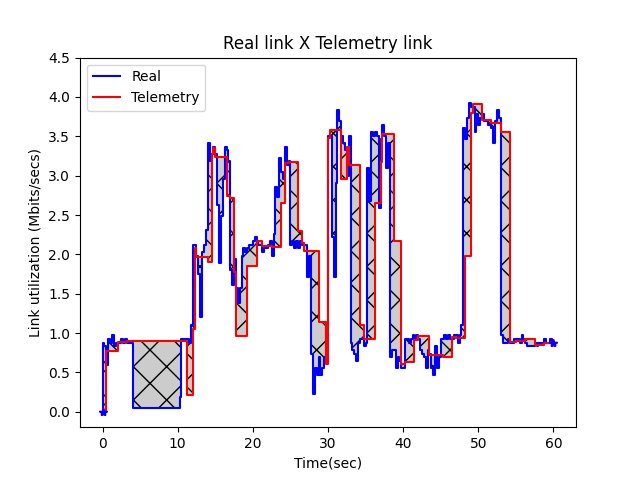 Real link X Telemetry link
Real
Telemetry
Link utilization (Mbits/secs)
4.5
4.0
3.5
3.0
2.5
2.0
1.5
1.0
0.5
0.0
0 10 20 30 40 50 60
Time(sec)